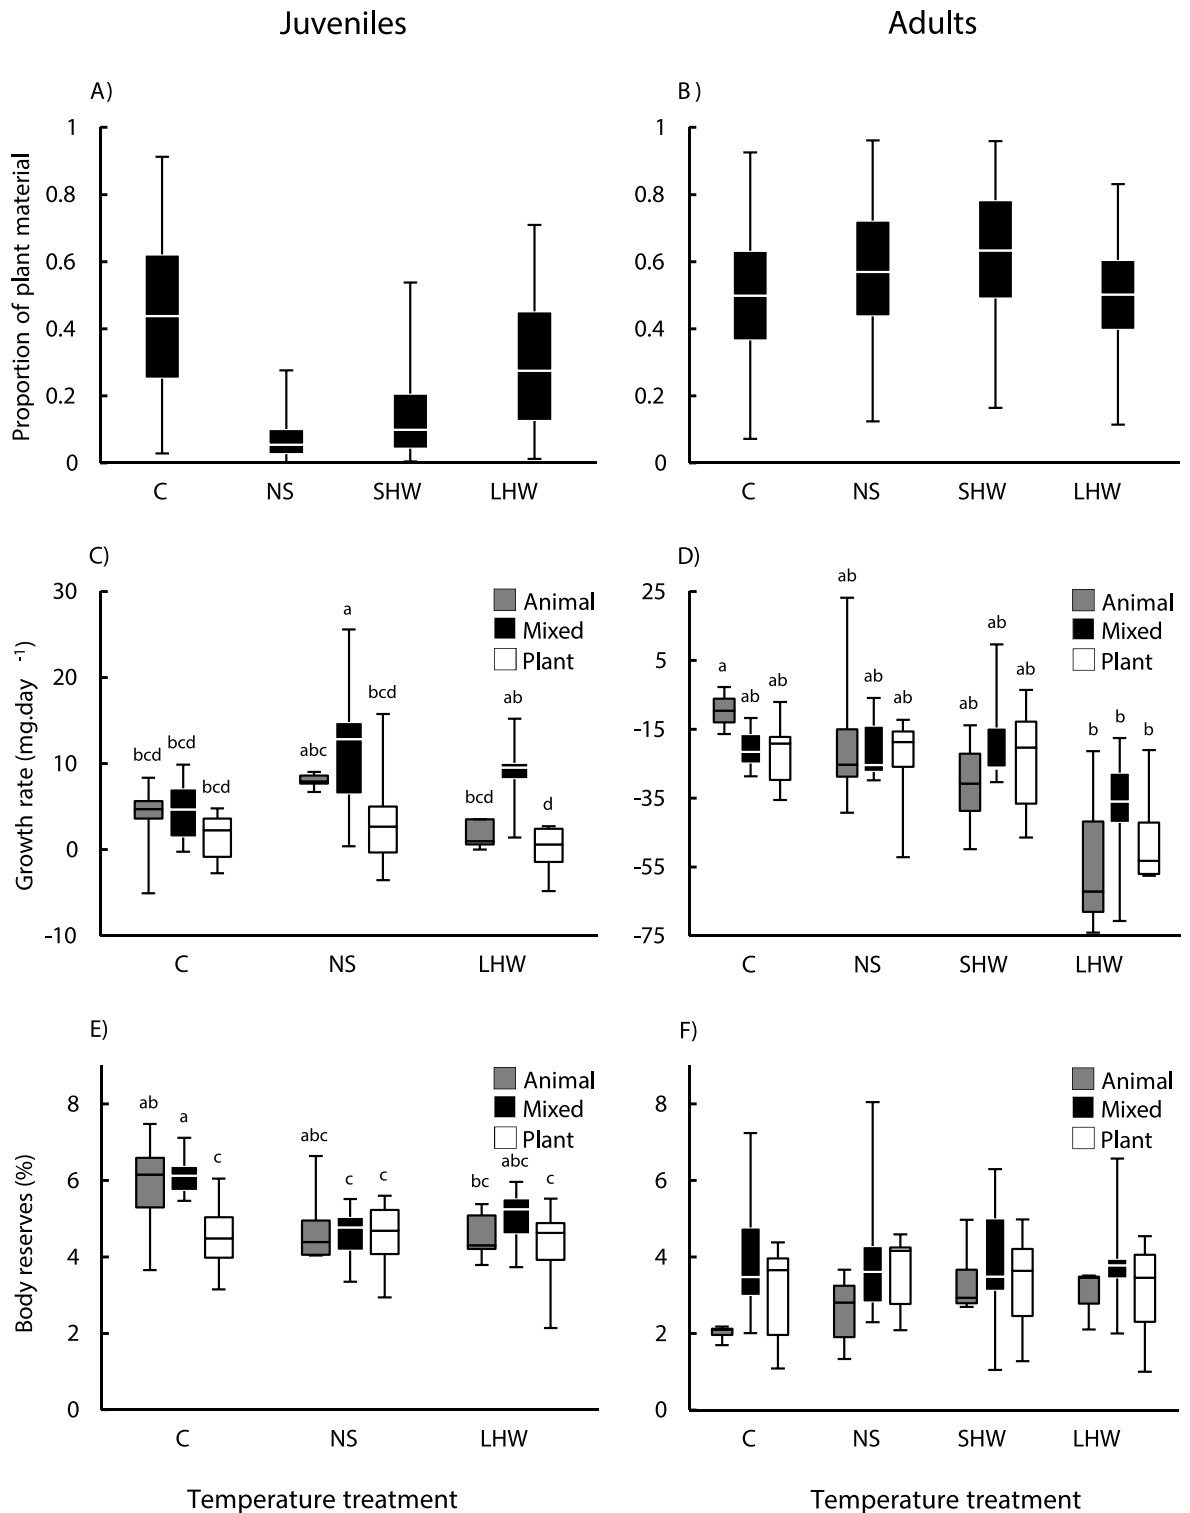 Juveniles Adults
A) B)
Proportion of plant material
1
0.8
0.6
0.4
0.2
0
C NS SHW LHW
1
0.8
0.6
0.4
0.2
0
C NS SHW LHW
C) D)
Growth rate (mg.day -1)
30
20
10
0
-10
Animal
Mixed
Plant
bcd bcd bcd abc a bcd bcd ab d
C NS LHW
25
5
-15
-35
-55
-75
Animal
Mixed
Plant
a ab ab ab ab ab ab ab ab b b b
C NS SHW LHW
E) F)
Body reserves (%)
8
6
4
2
0
Animal
Mixed
Plant
ab a c abc c c bc abc c
C NS LHW
8
6
4
2
0
Animal
Mixed
Plant
C NS SHW LHW
Temperature treatment Temperature treatment